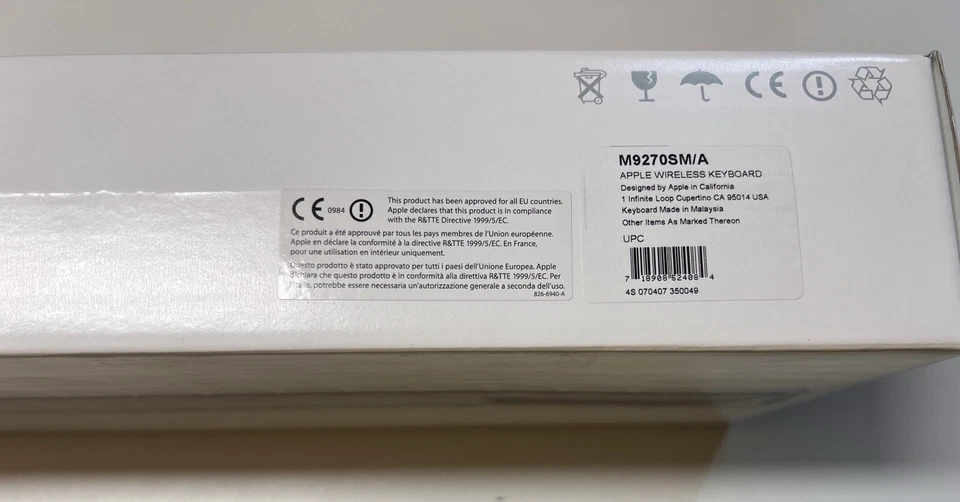 CE
M9270SM/A
APPLE WIRELESS KEYBOARD
Designed by Apple in California
1 Infinite Loop Cupertino CA 95014 USA
Keyboard Made in Malaysia
Other Items As Marked Thereon
UPC
7 18908 52408 4
4S 070407 350049
CE 0984
This product has been approved for all EU countries.
Apple declares that this product is in compliance
with the R&TTE Directive 1999/5/EC.
Ce produit a été approuvé par tous les pays membres de l'Union européenne.
Apple en déclare la conformité à la directive R&TTE 1999/5/EC. En France,
pour une utilisation en intérieur uniquement.
Questo prodotto è stato approvato per tutti i paesi dell'Unione Europea. Apple
dichiara che questo prodotto è in conformità alla direttiva R&TTE 1999/5/EC. Per
l'Italia, potrebbe essere necessaria un'autorizzazione generale a seconda dell'uso.
826-6940-A